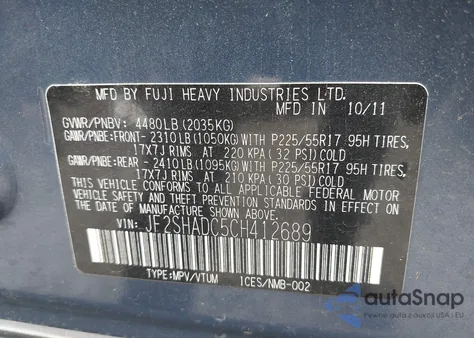 MFD BY FUJI HEAVY INDUSTRIES LTD. IN 10/11
GVWR/PNBV: 4480LB (2035KG)
GAWR/PNBE:FRONT- 2310LB(1050KG)WITH P225/55R17 95H TIRES,
17X7J RIMS AT 220 KPA (32 PSI)COLD
GAWR/PNBE:REAR - 2410LB(1095KG)WITH P225/55R17 95H TIRES,
17X7J RIMS AT 210 KPA (30 PSI)COLD
THIS VEHICLE CONFORMS TO ALL APPLICABLE FEDERAL MOTOR
VEHICLE SAFETY AND THEFT PREVENTION STANDARDS IN EFFECT
ON THE DATE OF MANUFACTURE SHOWN ABOVE.
VIN: JF2SHADC5CH412689
TYPE:MPV/VTUM ICES/NMB-002
autoSnap
Pewne auta z USA i EU